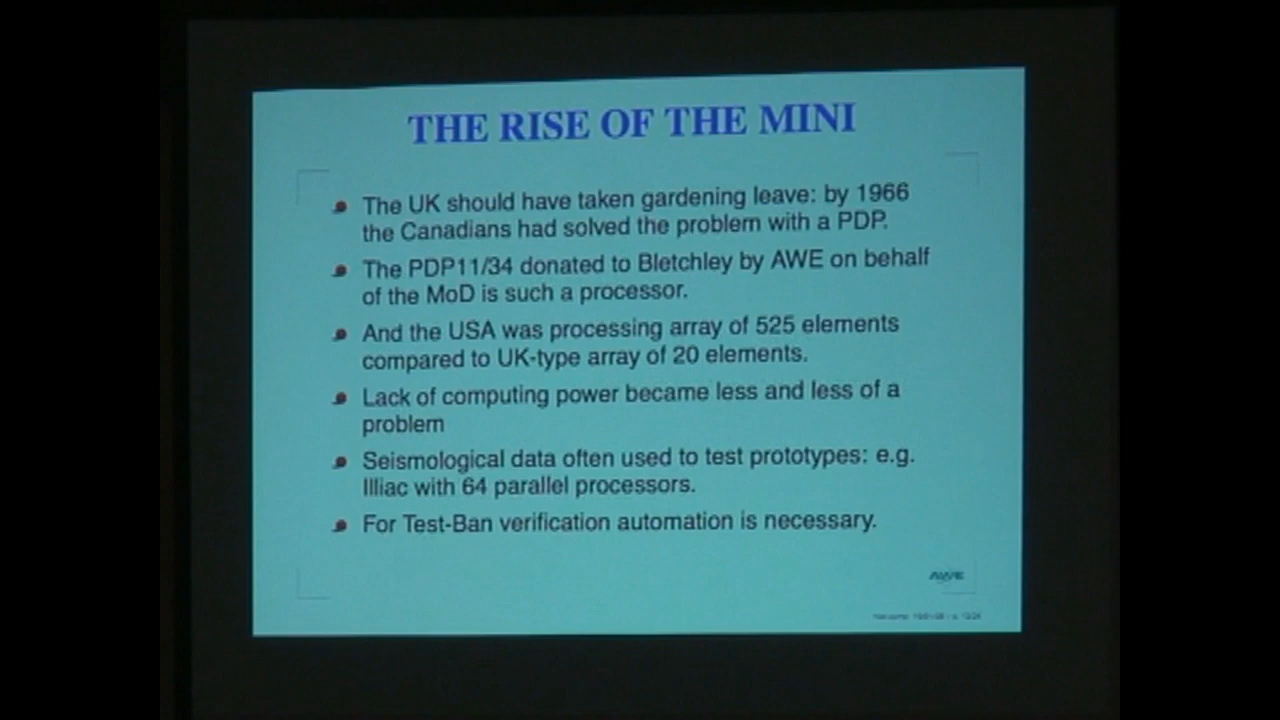 THE RISE OF THE MINI
The UK should have taken gardening leave: by 1966
the Canadians had solved the problem with a PDP.
The PDP11/34 donated to Bletchley by AWE on behalf
of the MoD is such a processor.
And the USA was processing array of 525 elements
compared to UK-type array of 20 elements.
Lack of computing power became less and less of a
problem
Seismological data often used to test prototypes: e.g.
Illiac with 64 parallel processors.
For Test-Ban verification automation is necessary.
AWE